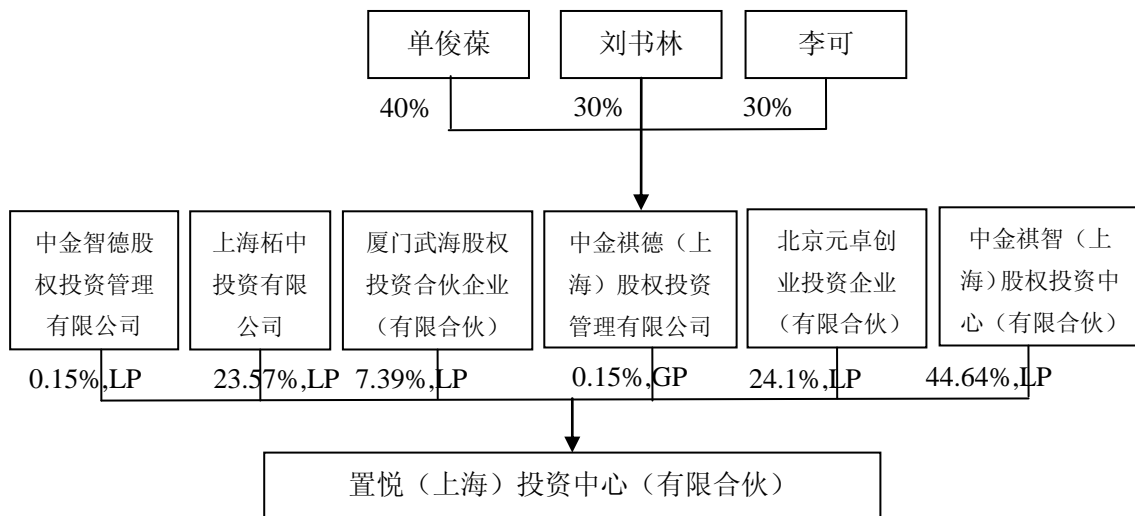 单俊葆
刘书林
李可
40%
30%
30%
中金智德股
权投资管理
有限公司
上海柘中
投资有限
公司
厦门武海股权
投资合伙企业
（有限合伙）
中金祺德（上
海）股权投资
管理有限公司
北京元卓创
业投资企业
（有限合伙）
中金祺智（上
海）股权投资中
心（有限合伙）
0.15%,LP
23.57%,LP
7.39%,LP
0.15%,GP
24.1%,LP
44.64%,LP
置悦（上海）投资中心（有限合伙）